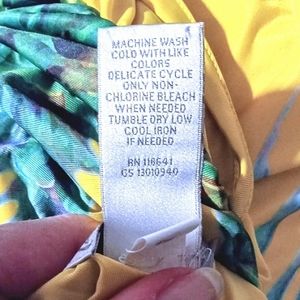 MACHINE WASH
COLD WITH LIKE
COLORS
DELICATE CYCLE
ONLY NON-
CHLORINE BLEACH
WHEN NEEDED
TUMBLE DRY LOW
COOL IRON
IF NEEDED
RN 118641
GS 13010940